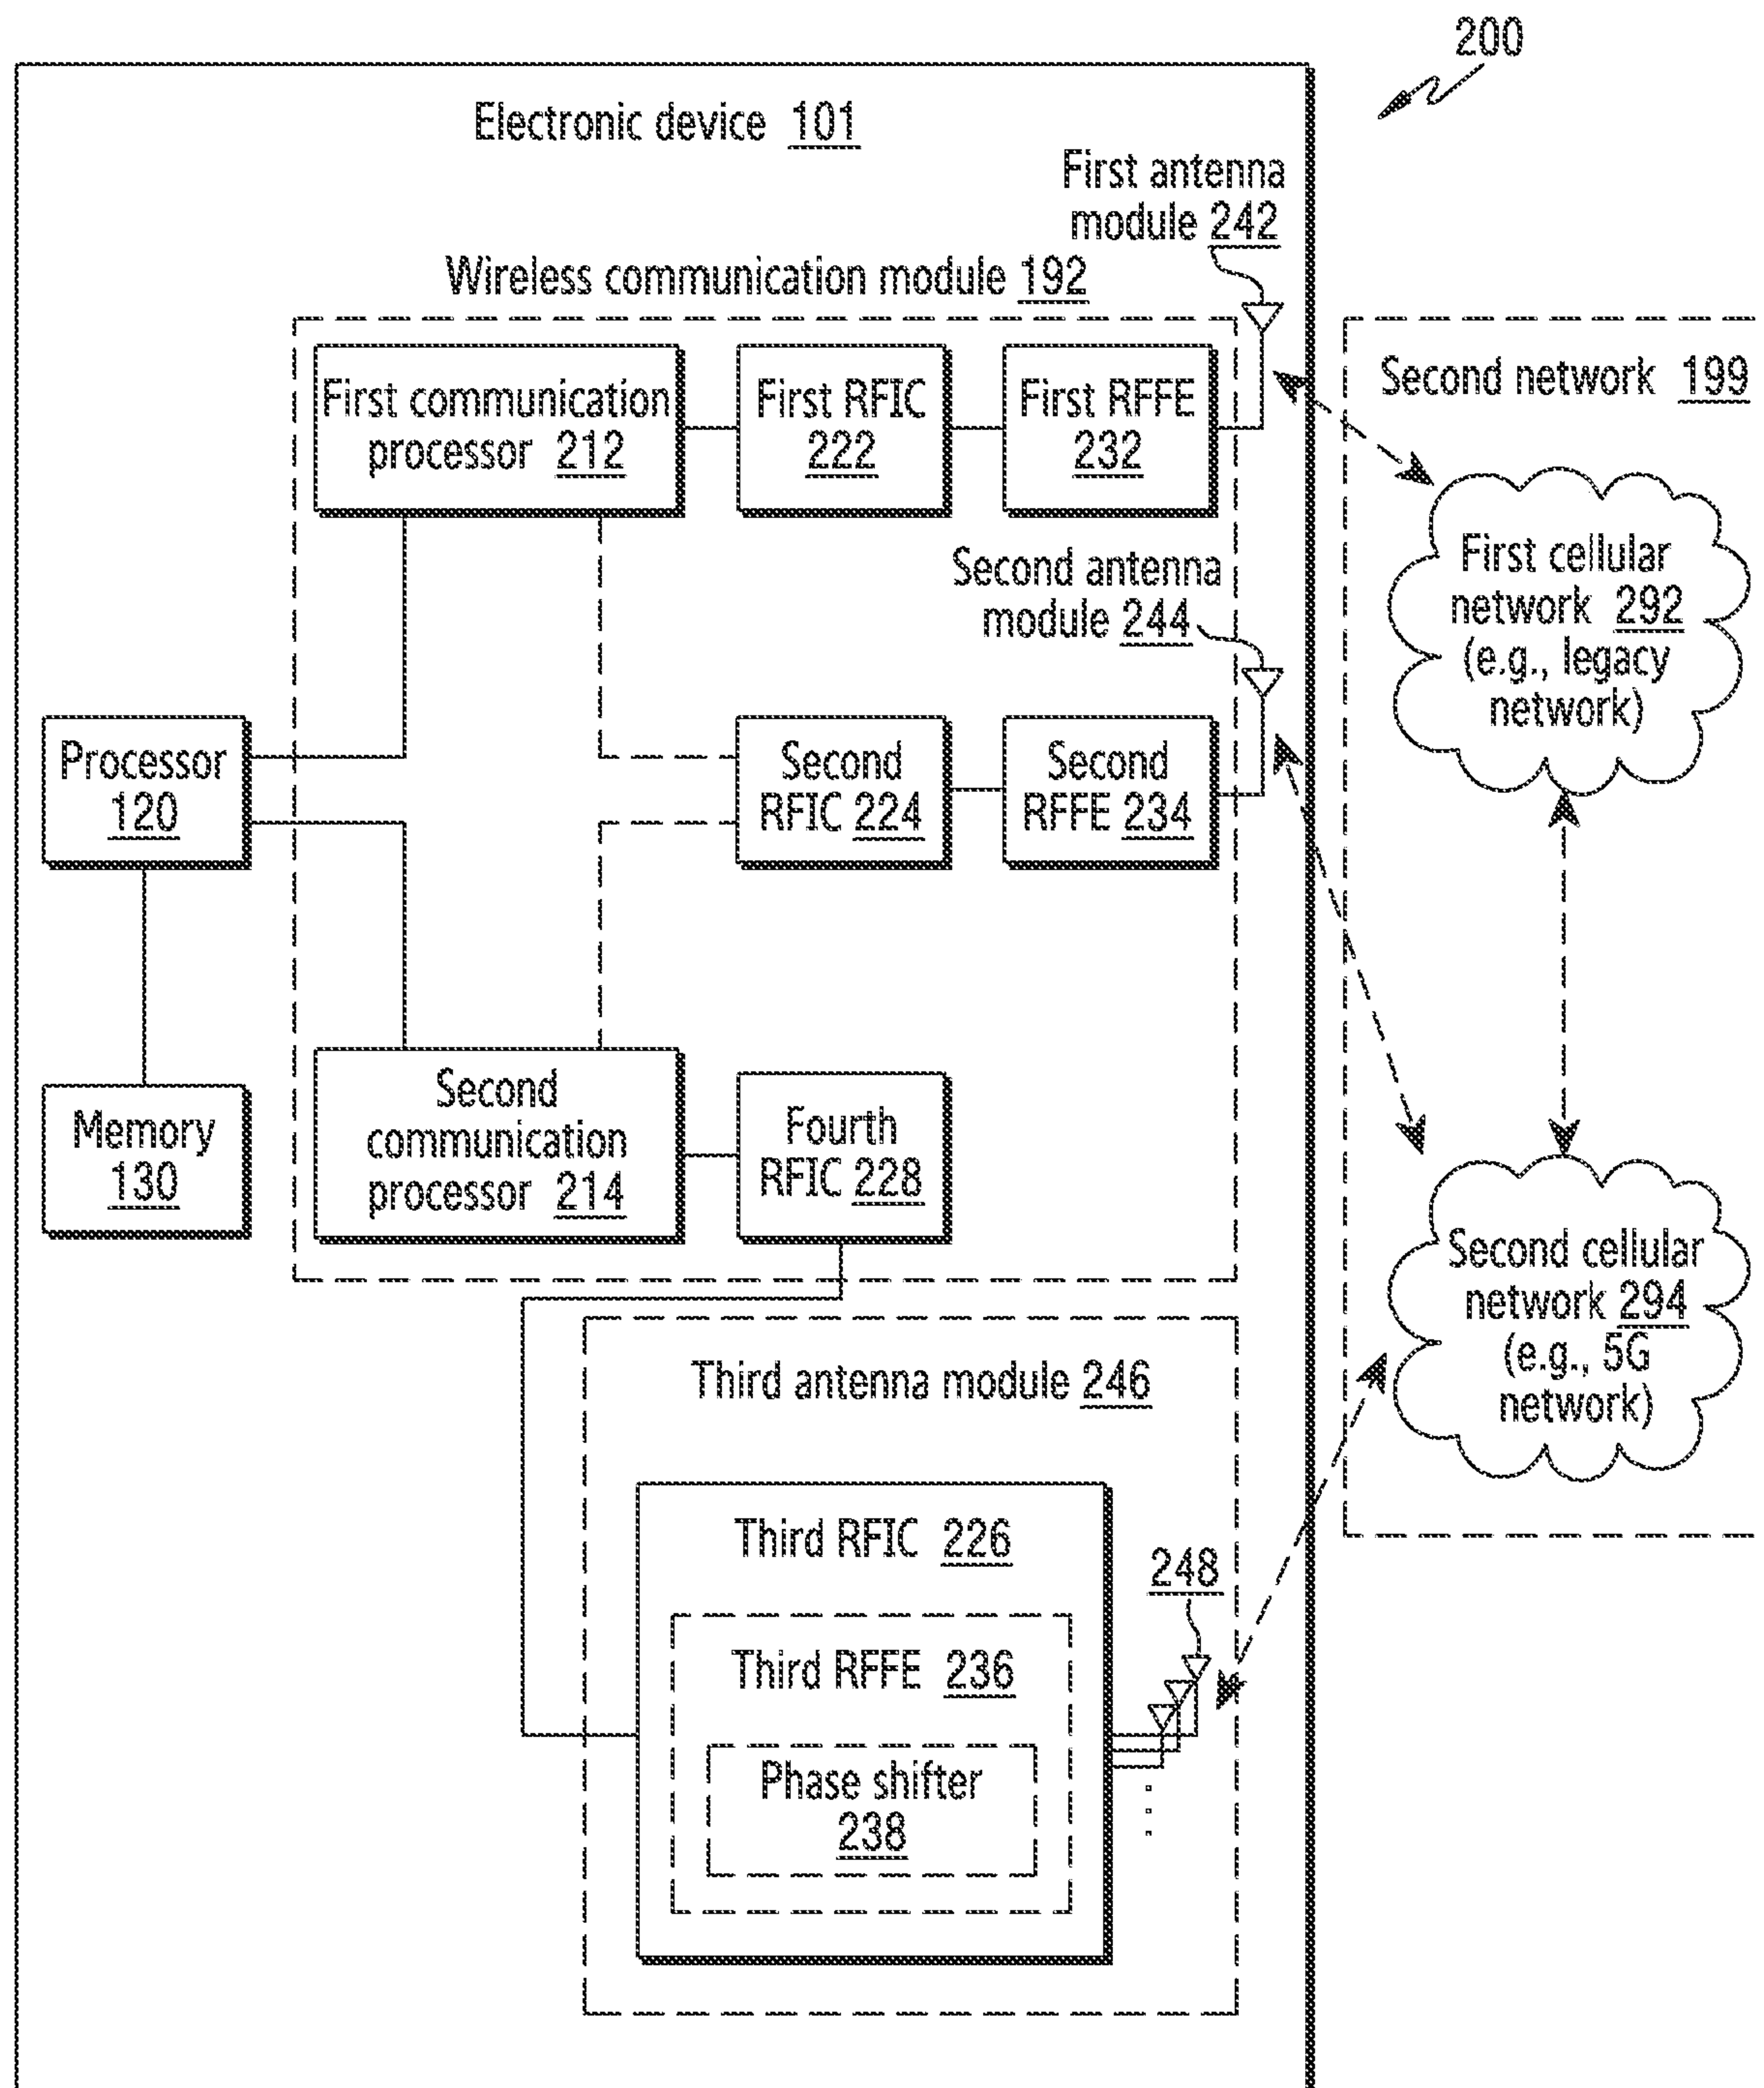 200
Electronic device 101
First antenna
module 242
Wireless communication module 192
First communication
processor 212
First RFIC
222
First RFFE
232
Second network 199
First cellular
network 292
(e.g., legacy
network)
Second antenna
module 244
Processor
120
Second
RFIC 224
Second
RFFE 234
Memory
130
Second
communication
processor 214
Fourth
RFIC 228
Second cellular
network 294
(e.g., 5G
network)
Third antenna module 246
Third RFIC 226
248
Third RFFE 236
Phase shifter
238